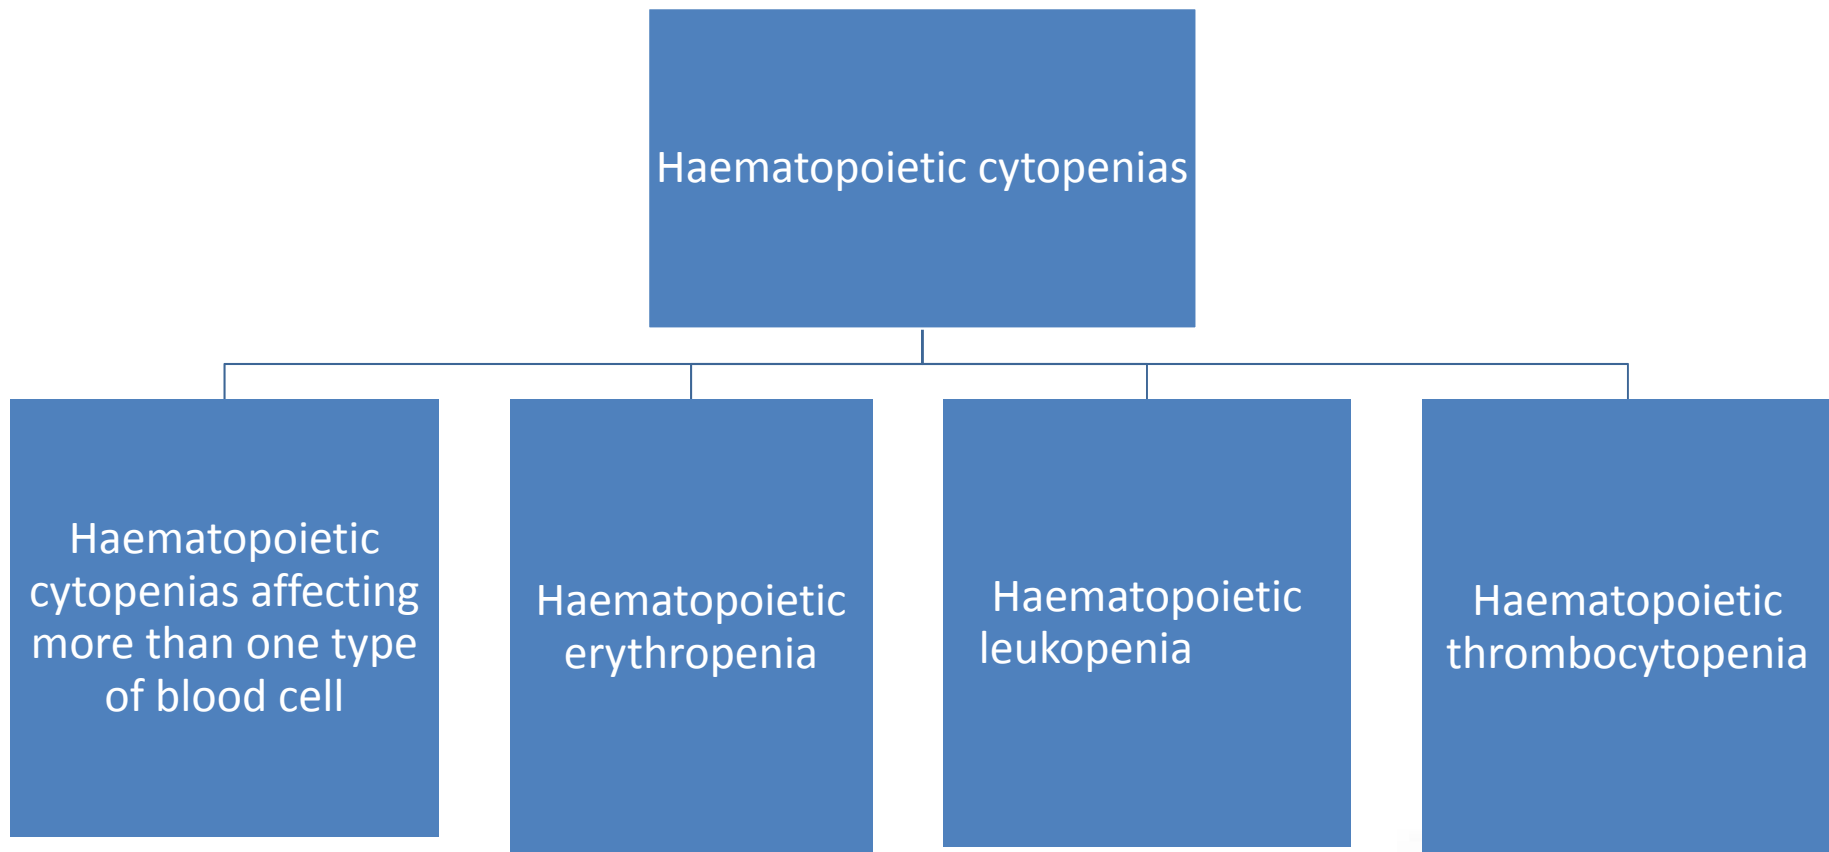 Haematopoietic cytopenias
Haematopoietic
cytopenias affecting
more than one type
of blood cell
Haematopoietic
erythropenia
Haematopoietic
leukopenia
Haematopoietic
thrombocytopenia